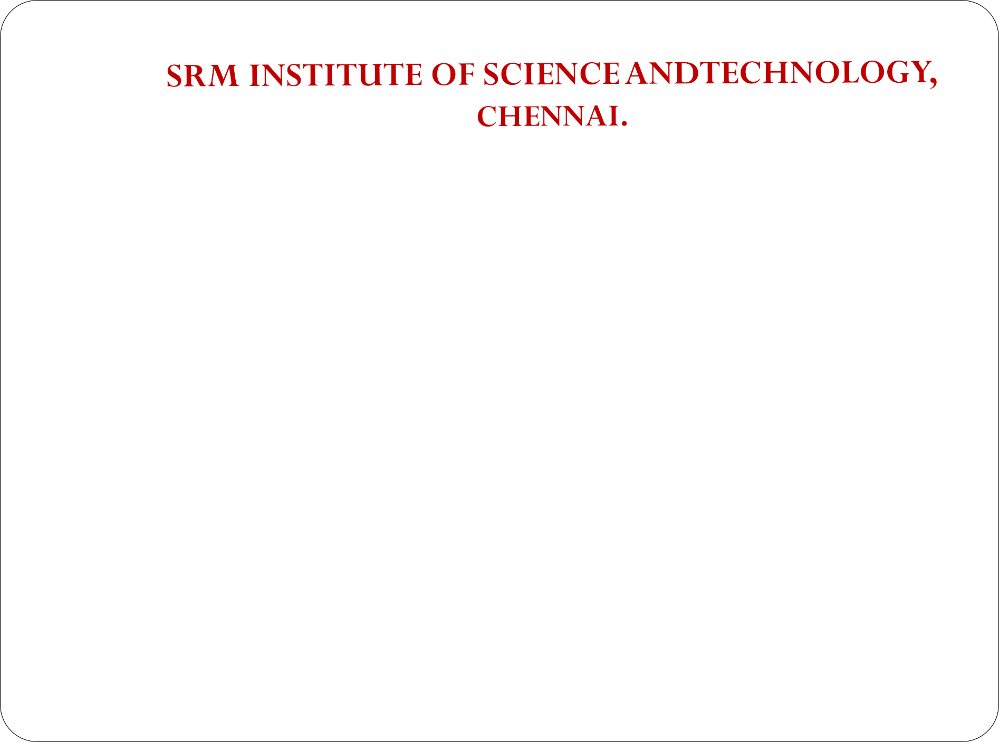 SRM INSTITUTE OF SCIENCE ANDTECHNOLOGY,
CHENNAI.